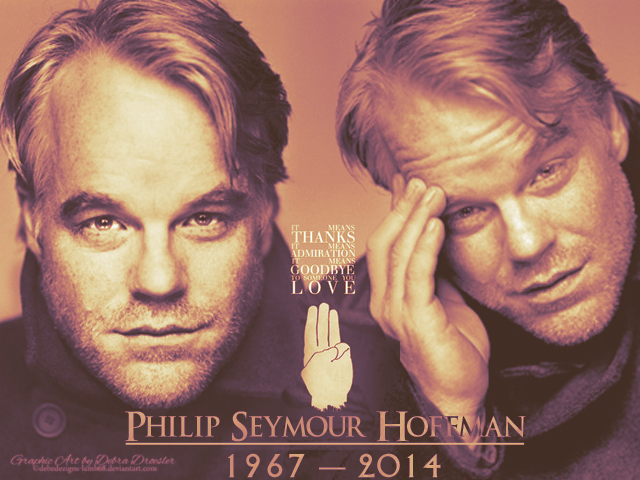 IT MEANS
THANKS
IT MEANS
ADMIRATION
IT MEANS
GOODBYE
TO SOMEONE YOU
LOVE
PHILIP SEYMOUR HOFFMAN
Graphic Art by Debra Drossler
1967 – 2014